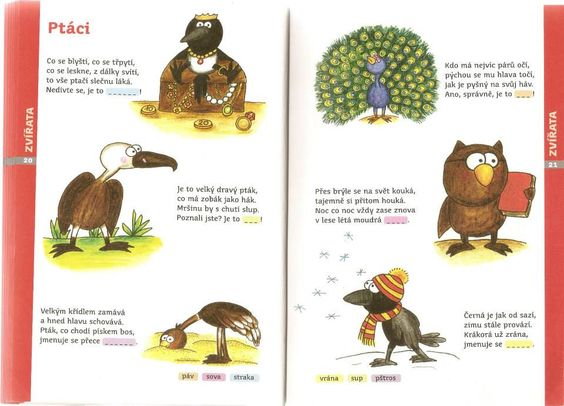 Ptáci
Co se blyští, co se třpytí,
co se leskne, z dálky svítí,
to vše ptačí slečnu láká.
Nedivte se, je to _____!
ZVÍŘATA
20
Je to velký dravý pták,
co má zobák jako hák.
Mršinu by s chutí slup.
Poznali jste? Je to ___!
Velkým křídlem zamává
a hned hlavu schovává.
Pták, co chodí pískem bos,
jmenuje se přece _____.
páv sova straka
Kdo má nejvíc párů očí,
pýchou se mu hlava točí,
jak je pyšný na svůj háv.
Ano, správně, je to ___!
ZVÍŘATA
21
Přes brýle se na svět kouká,
tajemně si přitom houká.
Noc co noc vždy zase znova
v lese létá moudrá ____.
Černá je jak od sazí,
zimu stále provází.
Krákorá už zrána,
jmenuje se _____.
vrána sup pštros